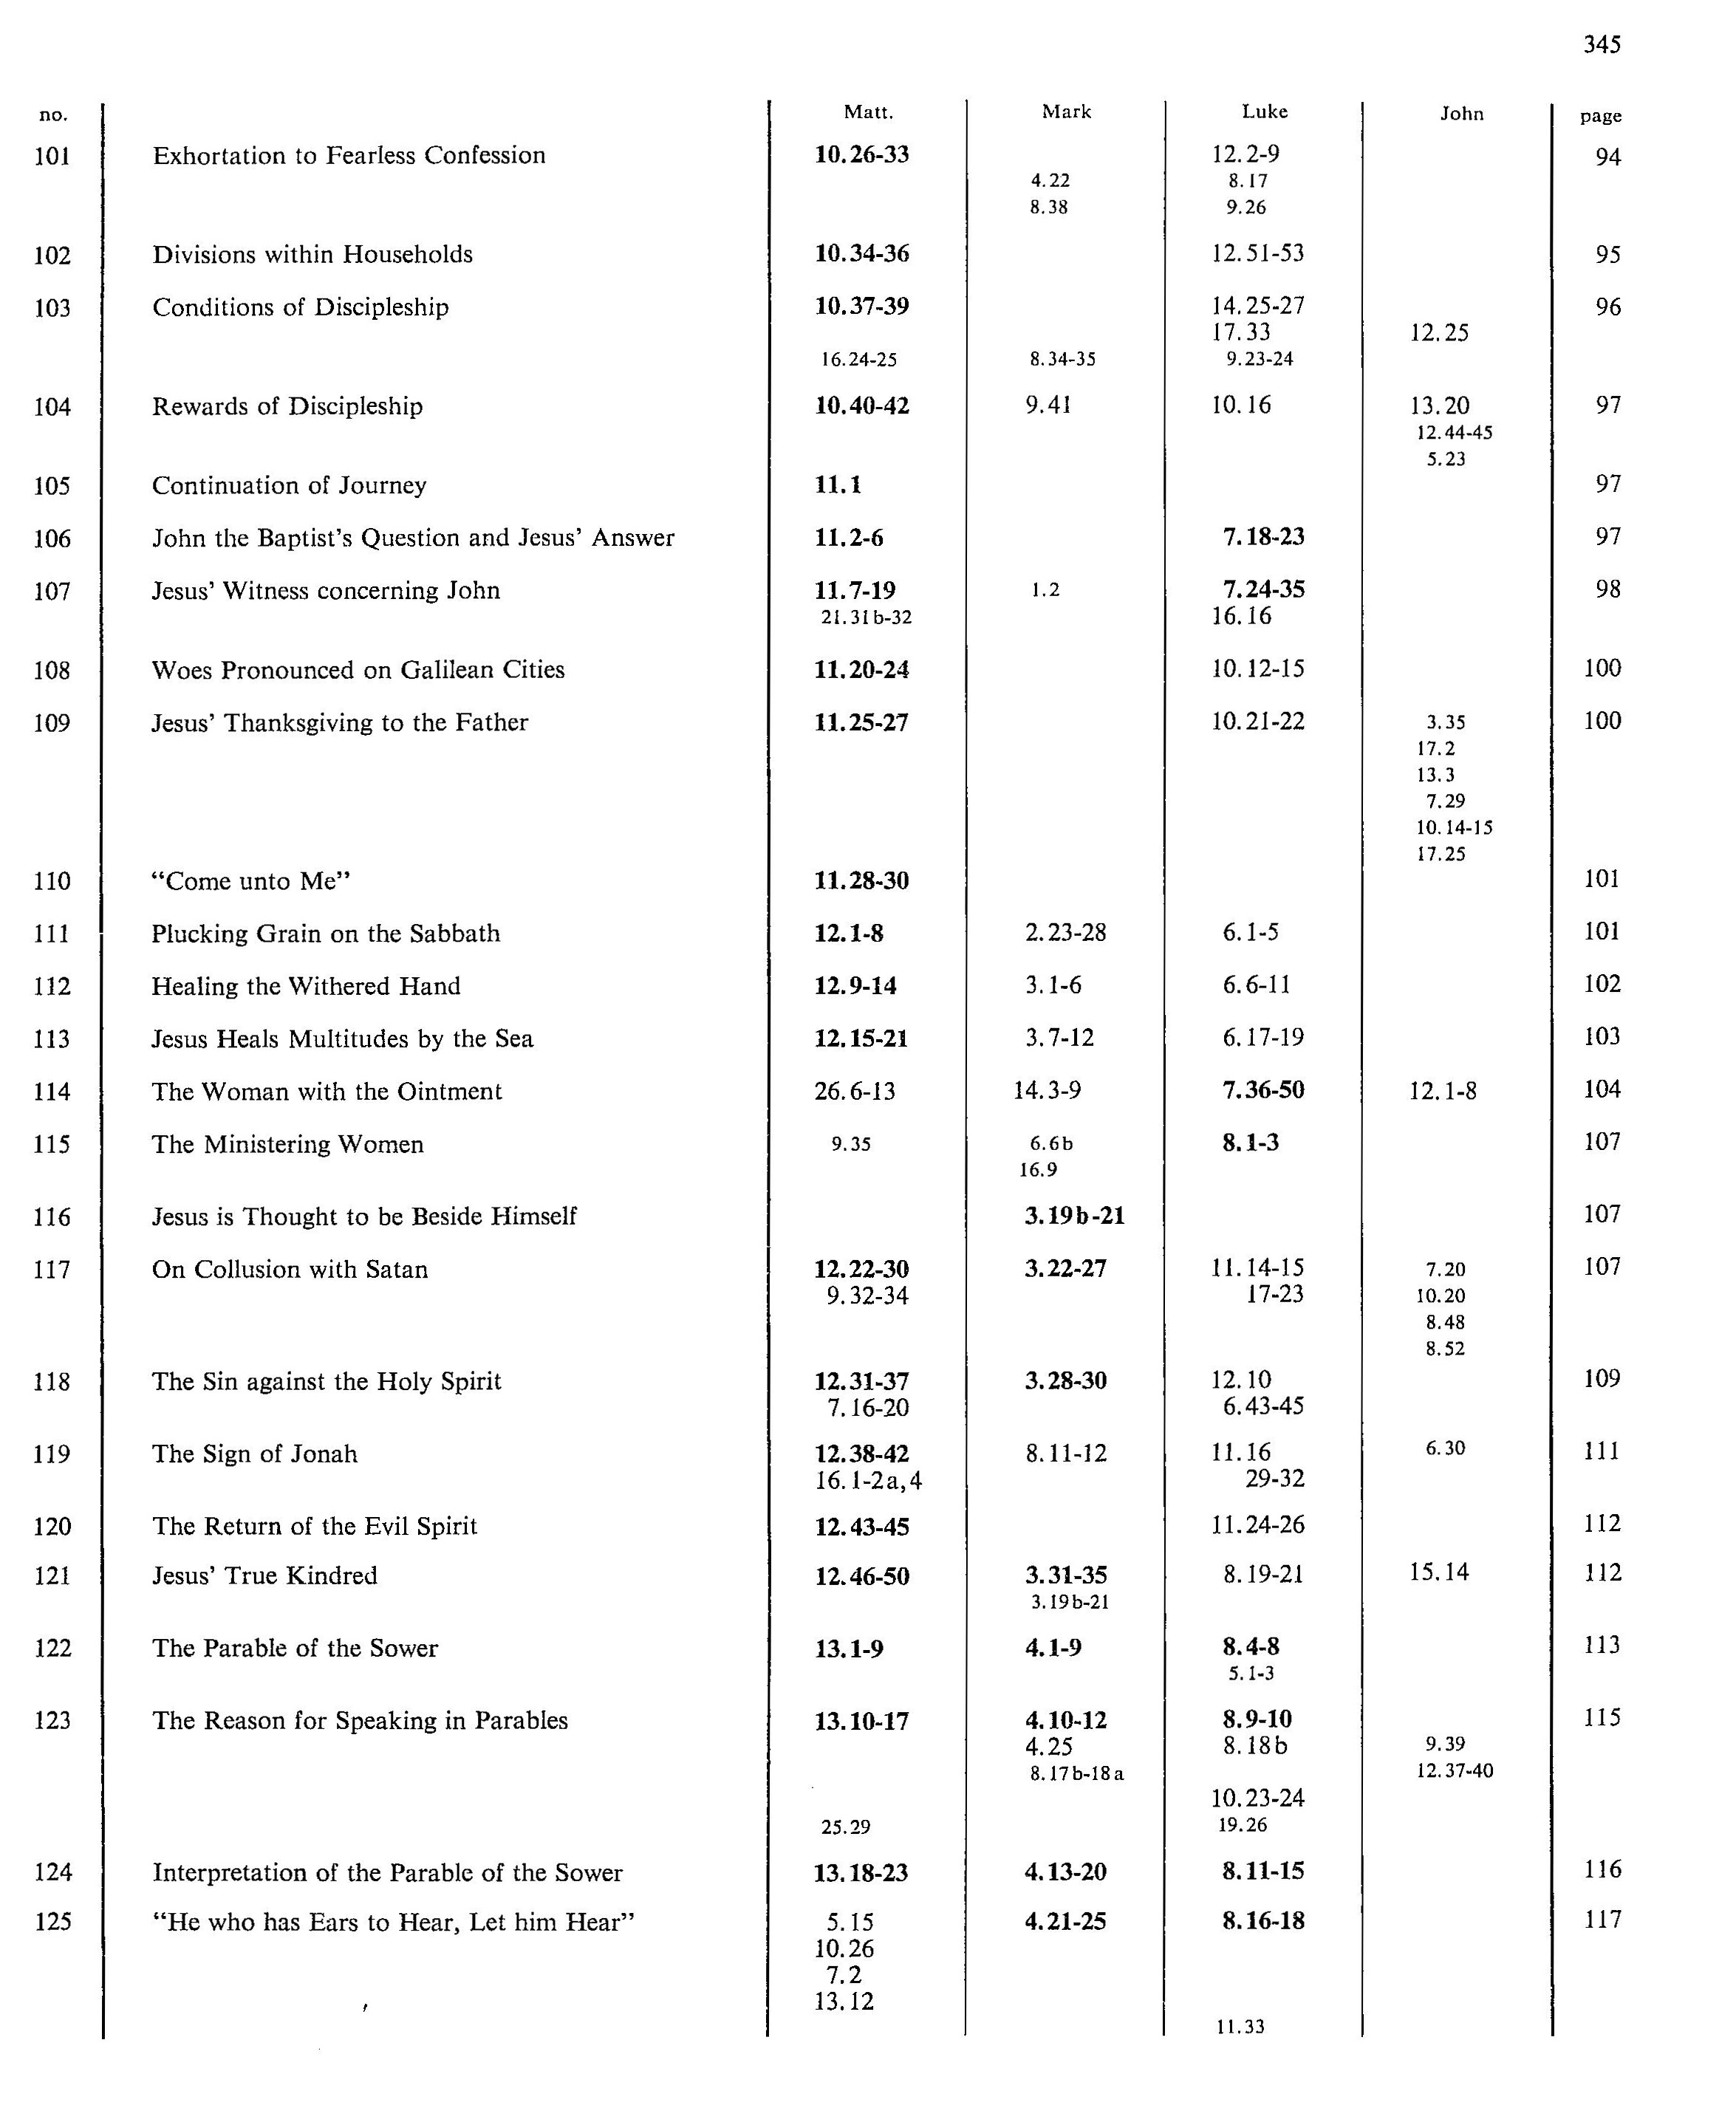 345
no. Matt. Mark Luke John page
101 Exhortation to Fearless Confession 10.26-33 12.2-9 94
4.22 8.17
8.38 9.26
102 Divisions within Households 10.34-36 12.51-53 95
103 Conditions of Discipleship 10.37-39 14.25-27 96
17.33 12.25
16.24-25 8.34-35 9.23-24
104 Rewards of Discipleship 10.40-42 9.41 10.16 13.20 97
12.44-45
5.23
105 Continuation of Journey 11.1 97
106 John the Baptist's Question and Jesus' Answer 11.2-6 7.18-23 97
107 Jesus' Witness concerning John 11.7-19 1.2 7.24-35 98
21.31b-32 16.16
108 Woes Pronounced on Galilean Cities 11.20-24 10.12-15 100
109 Jesus' Thanksgiving to the Father 11.25-27 10.21-22 3.35 100
17.2
13.3
7.29
10.14-15
17.25
110 “Come unto Me” 11.28-30 101
111 Plucking Grain on the Sabbath 12.1-8 2.23-28 6.1-5 101
112 Healing the Withered Hand 12.9-14 3.1-6 6.6-11 102
113 Jesus Heals Multitudes by the Sea 12.15-21 3.7-12 6.17-19 103
114 The Woman with the Ointment 26.6-13 14.3-9 7.36-50 12.1-8 104
115 The Ministering Women 9.35 6.6b 8.1-3 107
16.9
116 Jesus is Thought to be Beside Himself 3.19b-21 107
117 On Collusion with Satan 12.22-30 3.22-27 11.14-15 7.20 107
9.32-34 17-23 10.20
8.48
8.52
118 The Sin against the Holy Spirit 12.31-37 3.28-30 12.10 109
7.16-20 6.43-45
119 The Sign of Jonah 12.38-42 8.11-12 11.16 6.30 111
16.1-2a,4 29-32
120 The Return of the Evil Spirit 12.43-45 11.24-26 112
121 Jesus' True Kindred 12.46-50 3.31-35 8.19-21 15.14 112
3.19b-21
122 The Parable of the Sower 13.1-9 4.1-9 8.4-8 113
5.1-3
123 The Reason for Speaking in Parables 13.10-17 4.10-12 8.9-10 115
4.25 8.18b 9.39
8.17b-18a 12.37-40
10.23-24
25.29 19.26
124 Interpretation of the Parable of the Sower 13.18-23 4.13-20 8.11-15 116
125 “He who has Ears to Hear, Let him Hear” 5.15 4.21-25 8.16-18 117
10.26
7.2
13.12
11.33